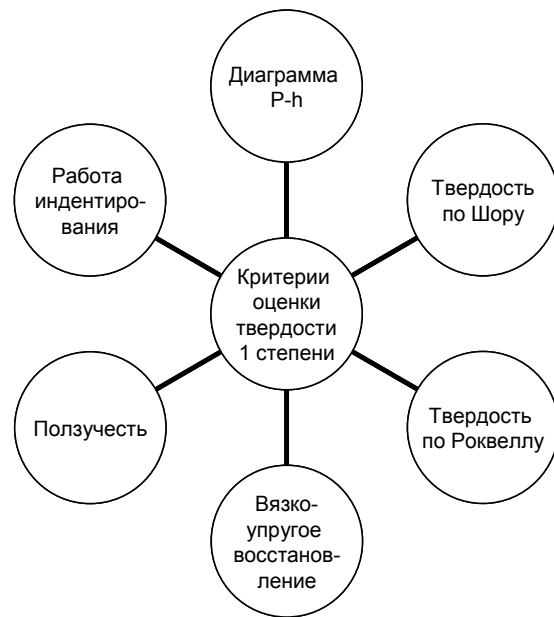 Диаграмма
P-h
Работа
индентиро-
вания
Твердость
по Шору
Критерии
оценки
твердости
1 степени
Ползучесть
Твердость
по Роквеллу
Вязко-
упругое
восстанов-
ление